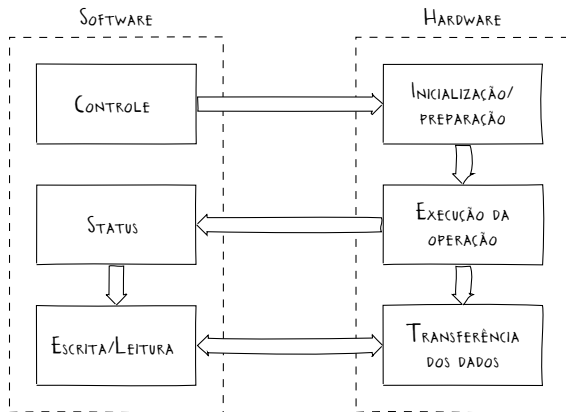 Software
Hardware
Controle
Inicialização/
preparação
Status
Execução da
operação
Escrita/Leitura
Transferência
dos dados